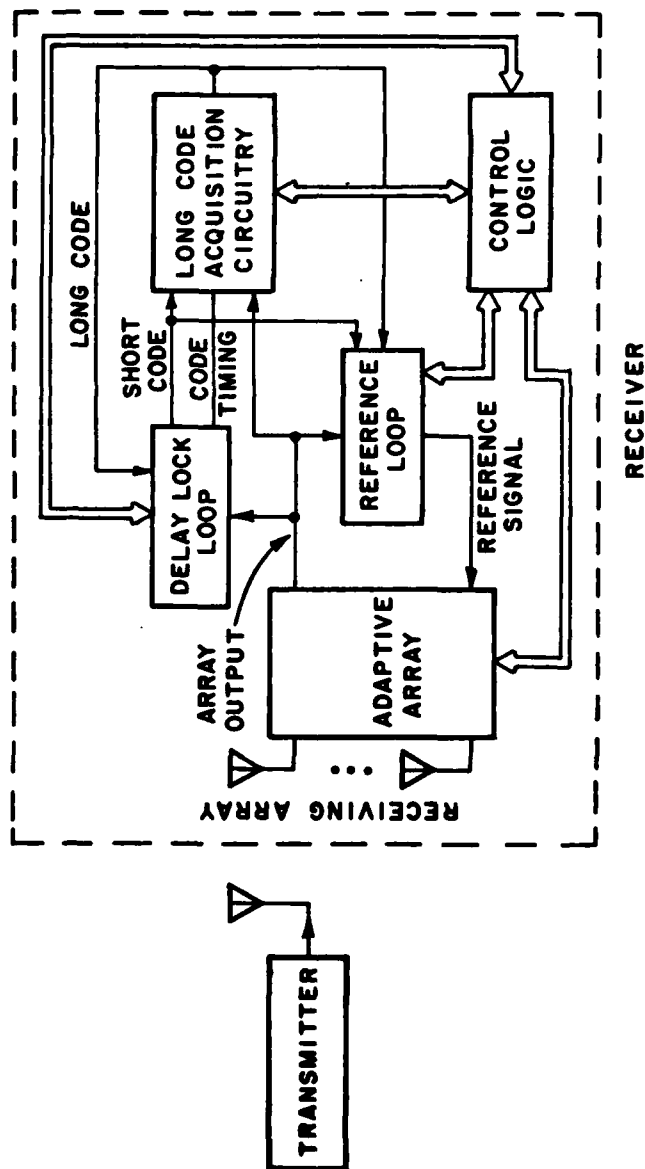 TRANSMITTER
RECEIVING ARRAY
ADAPTIVE
ARRAY
ARRAY
OUTPUT
DELAY LOCK
LOOP
LONG CODE
SHORT
CODE
CODE
TIMING
LONG CODE
ACQUISITION
CIRCUITRY
REFERENCE
LOOP
REFERENCE
SIGNAL
CONTROL
LOGIC
RECEIVER